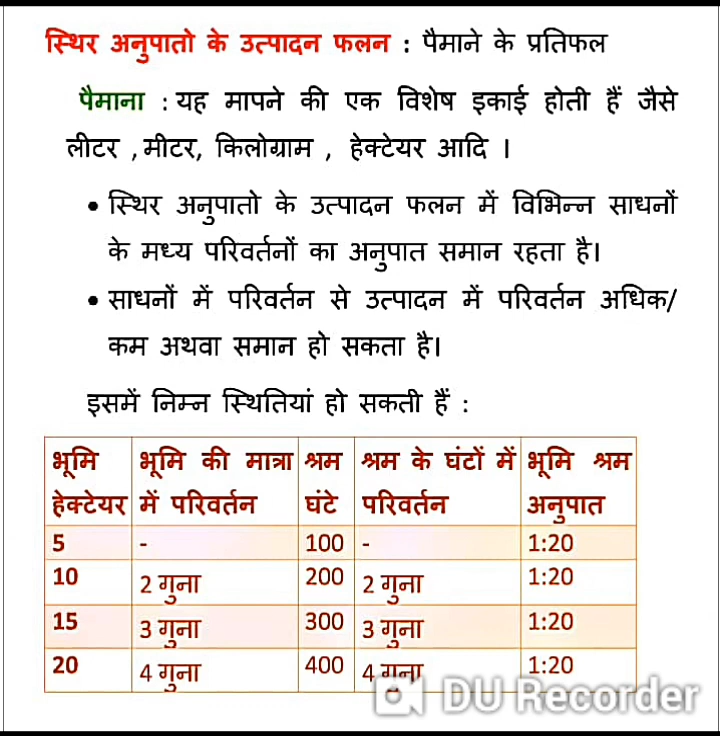 स्थिर अनुपातो के उत्पादन फलन : पैमाने के प्रतिफल
पैमाना : यह मापने की एक विशेष इकाई होती हैं जैसे
लीटर ,मीटर, किलोग्राम , हेक्टेयर आदि ।
• स्थिर अनुपातो के उत्पादन फलन में विभिन्न साधनों
के मध्य परिवर्तनों का अनुपात समान रहता है।
• साधनों में परिवर्तन से उत्पादन में परिवर्तन अधिक/
कम अथवा समान हो सकता है।
इसमें निम्न स्थितियां हो सकती हैं :
भूमि भूमि की मात्रा श्रम श्रम के घंटों में भूमि श्रम
हेक्टेयर में परिवर्तन घंटे परिवर्तन अनुपात
5 - 100 - 1:20
10 2 गुना 200 2 गुना 1:20
15 3 गुना 300 3 गुना 1:20
20 4 गुना 400 4 गुना 1:20
DU Recorder